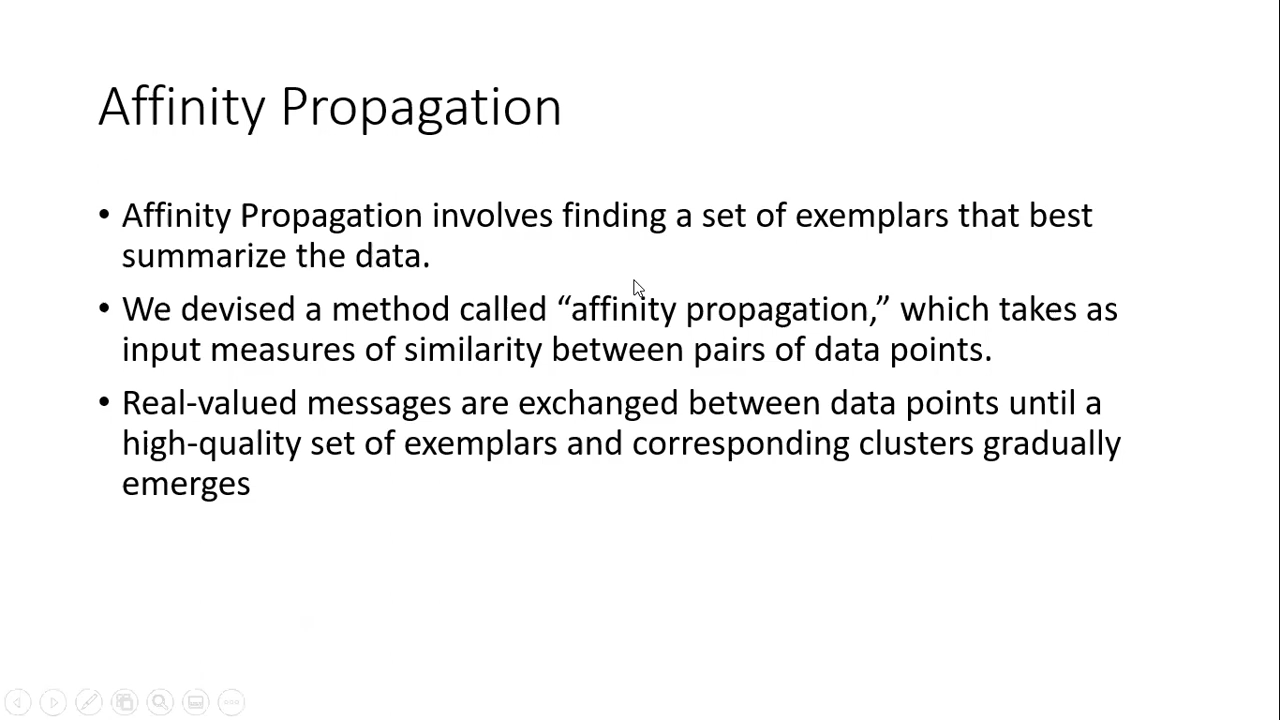 Affinity Propagation
• Affinity Propagation involves finding a set of exemplars that best
summarize the data.
• We devised a method called “affinity propagation,” which takes as
input measures of similarity between pairs of data points.
• Real-valued messages are exchanged between data points until a
high-quality set of exemplars and corresponding clusters gradually
emerges